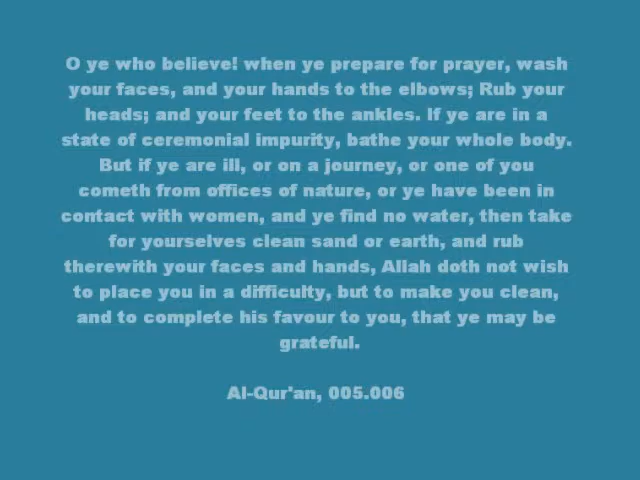 O ye who believe! when ye prepare for prayer, wash
your faces, and your hands to the elbows; Rub your
heads; and your feet to the ankles. If ye are in a
state of ceremonial impurity, bathe your whole body.
But if ye are ill, or on a journey, or one of you
cometh from offices of nature, or ye have been in
contact with women, and ye find no water, then take
for yourselves clean sand or earth, and rub
therewith your faces and hands, Allah doth not wish
to place you in a difficulty, but to make you clean,
and to complete his favour to you, that ye may be
grateful.
Al-Qur'an, 005.006